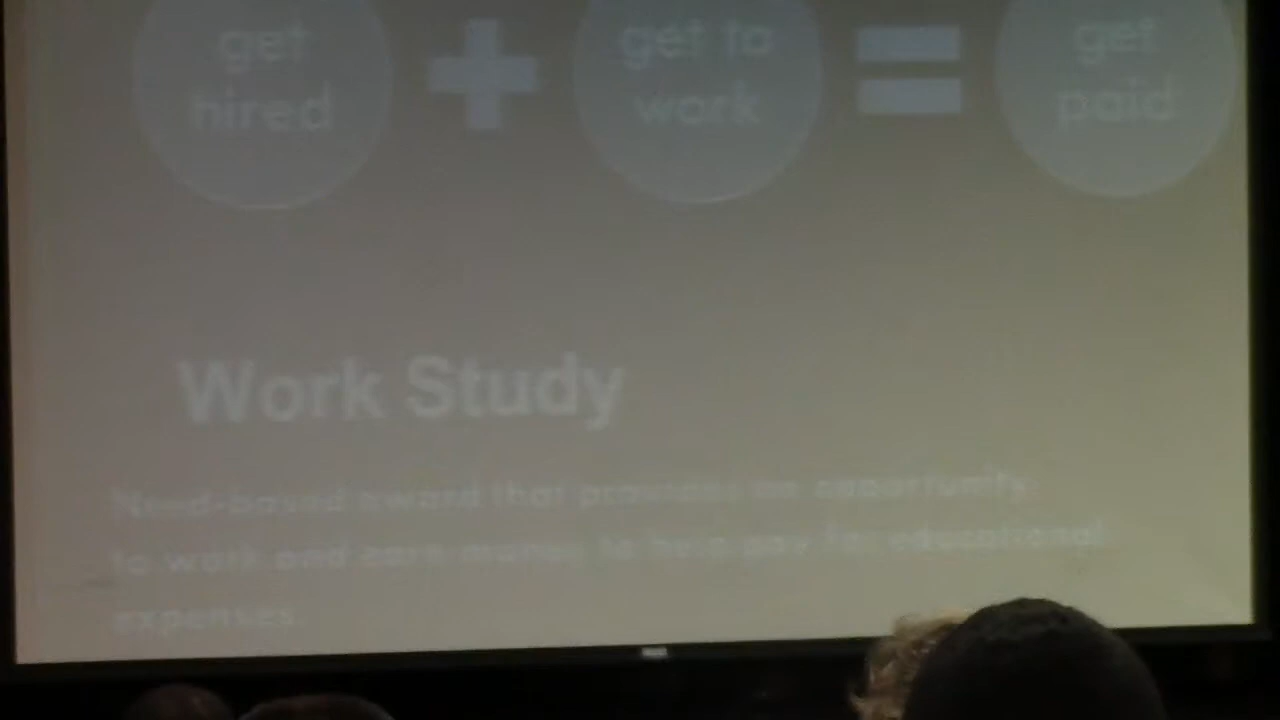 get hired + get to work = get paid
Work Study
Need-based award that provides an opportunity
to work and earn money to help pay for educational
expenses.